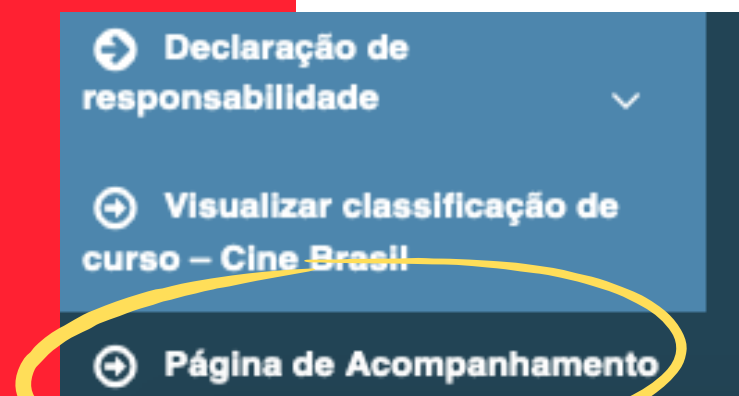 Declaração de
responsabilidade
Visualizar classificação de
curso – Cine Brasil
Página de Acompanhamento